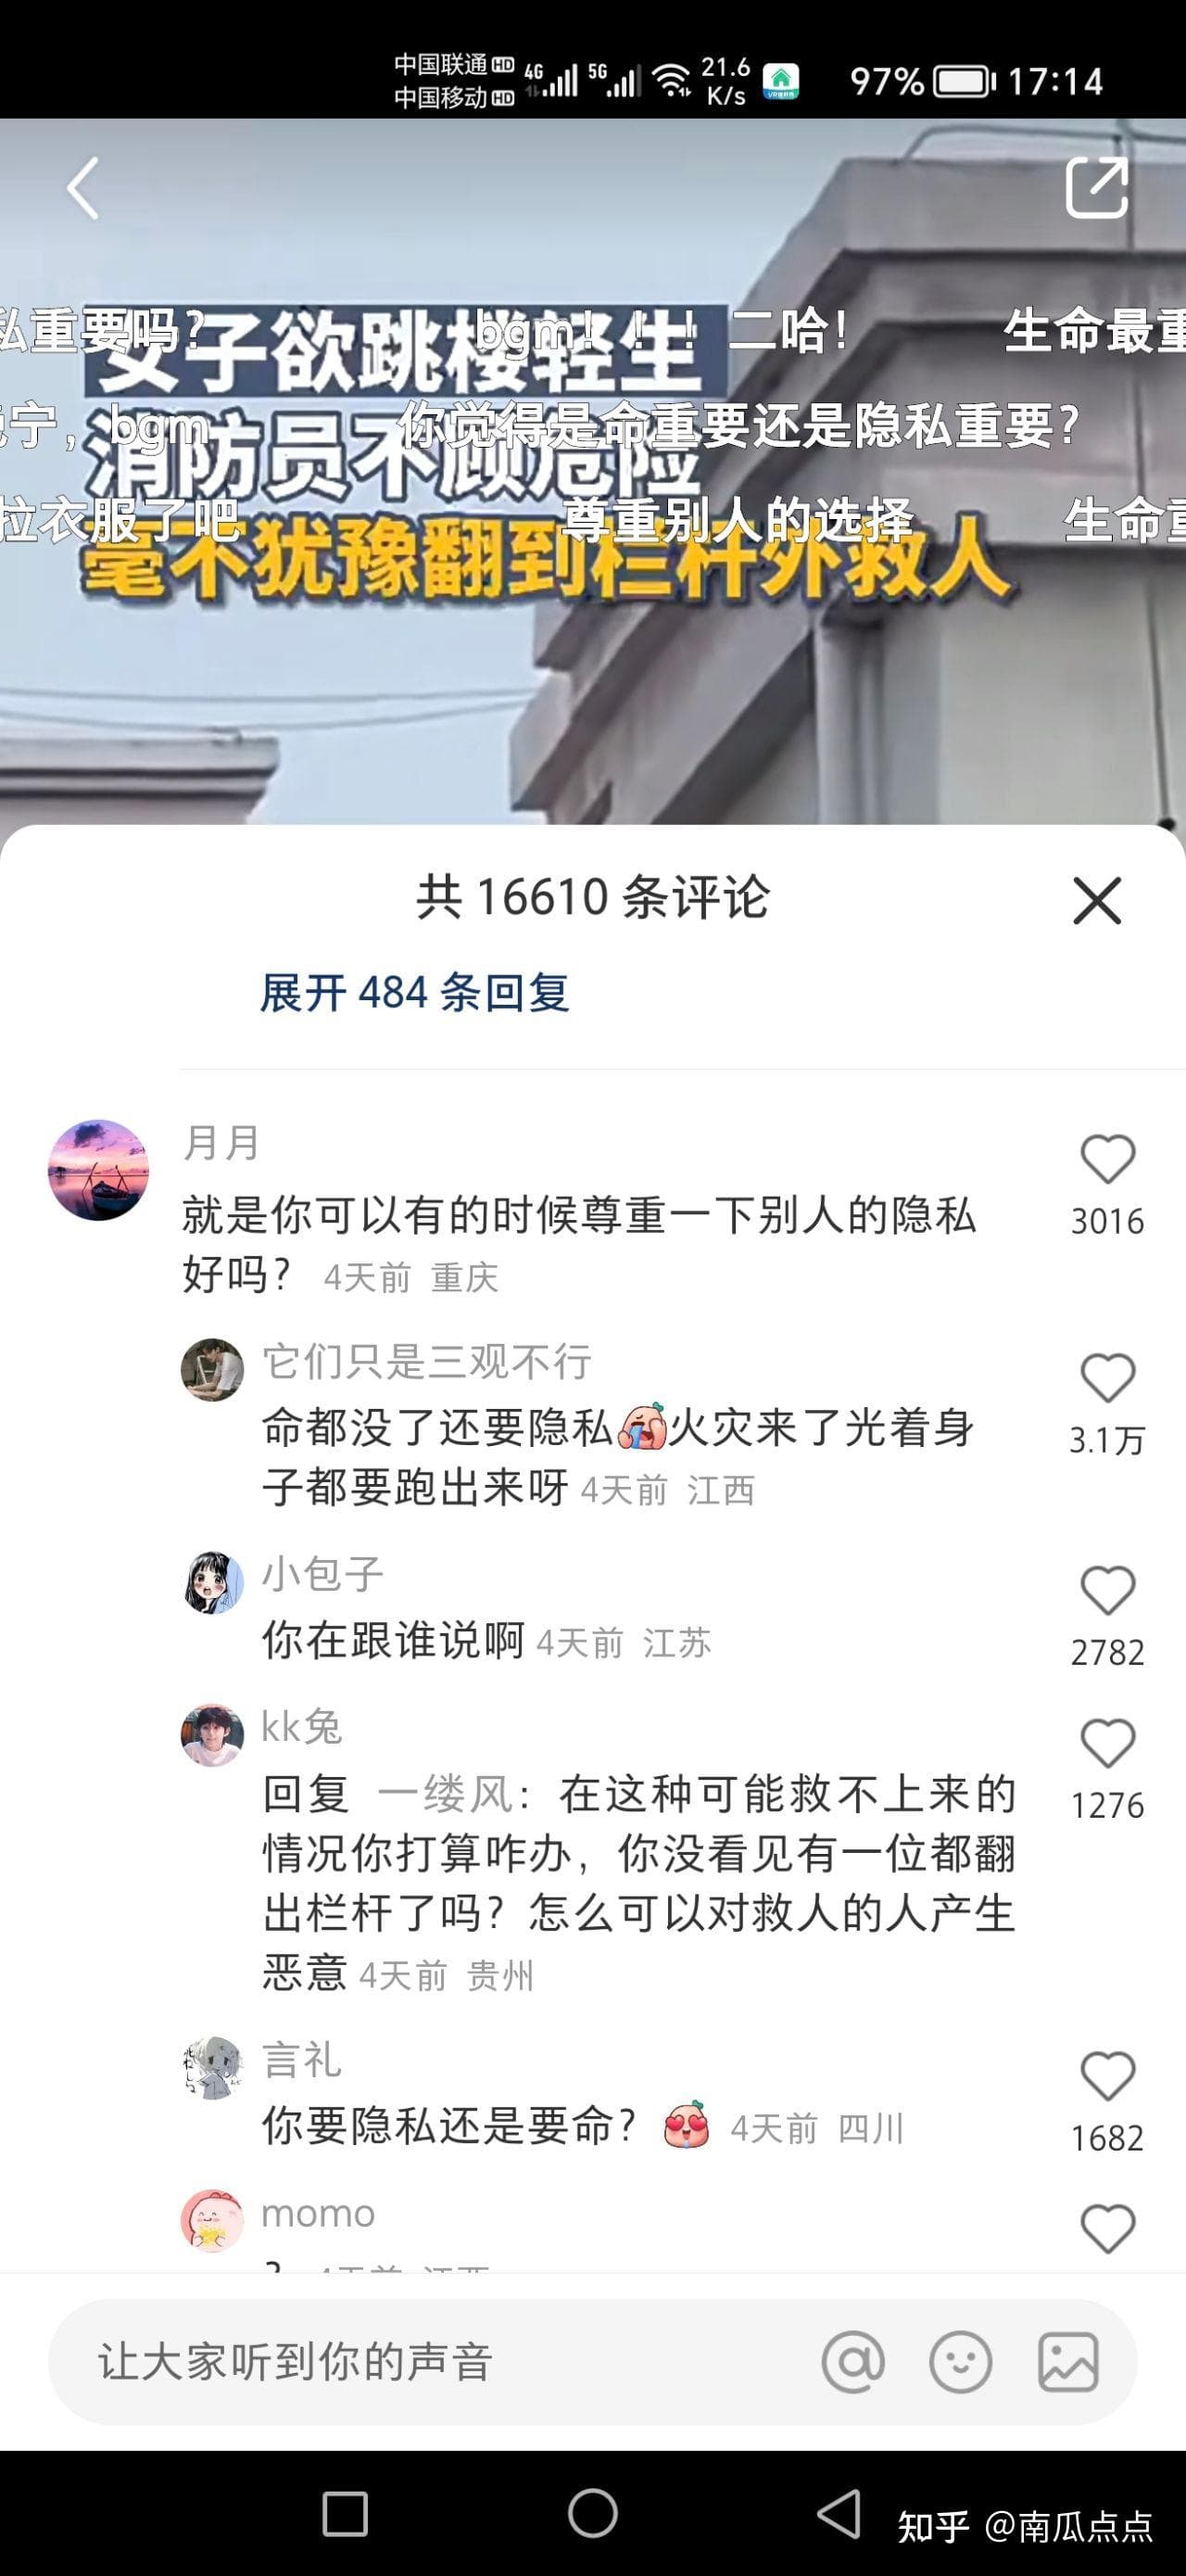 中国联通HD 4G 5G 21.6 97% 17:14
中国移动HD K/s
私重要吗? bgm！！！二哈！ 生命最重
女子欲跳楼轻生
宁，bgm 你觉得是命重要还是隐私重要?
消防员不顾危险
拉衣服了吧 尊重别人的选择 生命重
毫不犹豫翻到栏杆外救人
共 16610 条评论
展开 484 条回复
月月
就是你可以有的时候尊重一下别人的隐私 3016
好吗? 4天前 重庆
它们只是三观不行
命都没了还要隐私火灾来了光着身 3.1万
子都要跑出来呀 4天前 江西
小包子
你在跟谁说啊 4天前 江苏 2782
kk兔
回复 一缕风：在这种可能救不上来的 1276
情况你打算咋办，你没看见有一位都翻
出栏杆了吗？怎么可以对救人的人产生
恶意 4天前 贵州
言礼
你要隐私还是要命？ 4天前 四川 1682
momo
? 4天前 江西
让大家听到你的声音
知乎 @南瓜点点